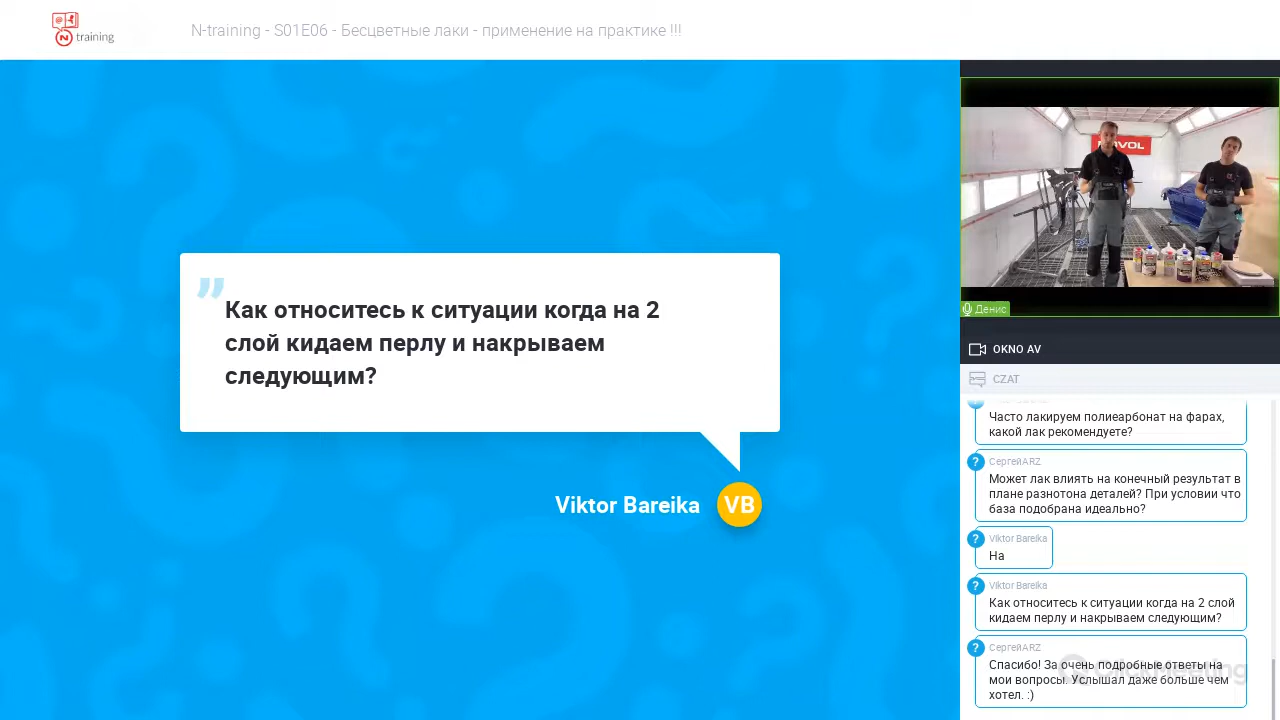 N training
N-training - S01E06 - Бесцветные лаки - применение на практике !!!
Как относитесь к ситуации когда на 2
слой кидаем перлу и накрываем
следующим?
Viktor Bareika VB
Денис
OKNO AV
CZAT
Часто лакируем полиеарбонат на фарах,
какой лак рекомендуете?
СергейARZ
Может лак влиять на конечный результат в
плане разнотона деталей? При условии что
база подобрана идеально?
Viktor Bareika
На
Viktor Bareika
Как относитесь к ситуации когда на 2 слой
кидаем перлу и накрываем следующим?
СергейARZ
Спасибо! За очень подробные ответы на
мои вопросы. Услышал даже больше чем
хотел. :)
ClickMeeting